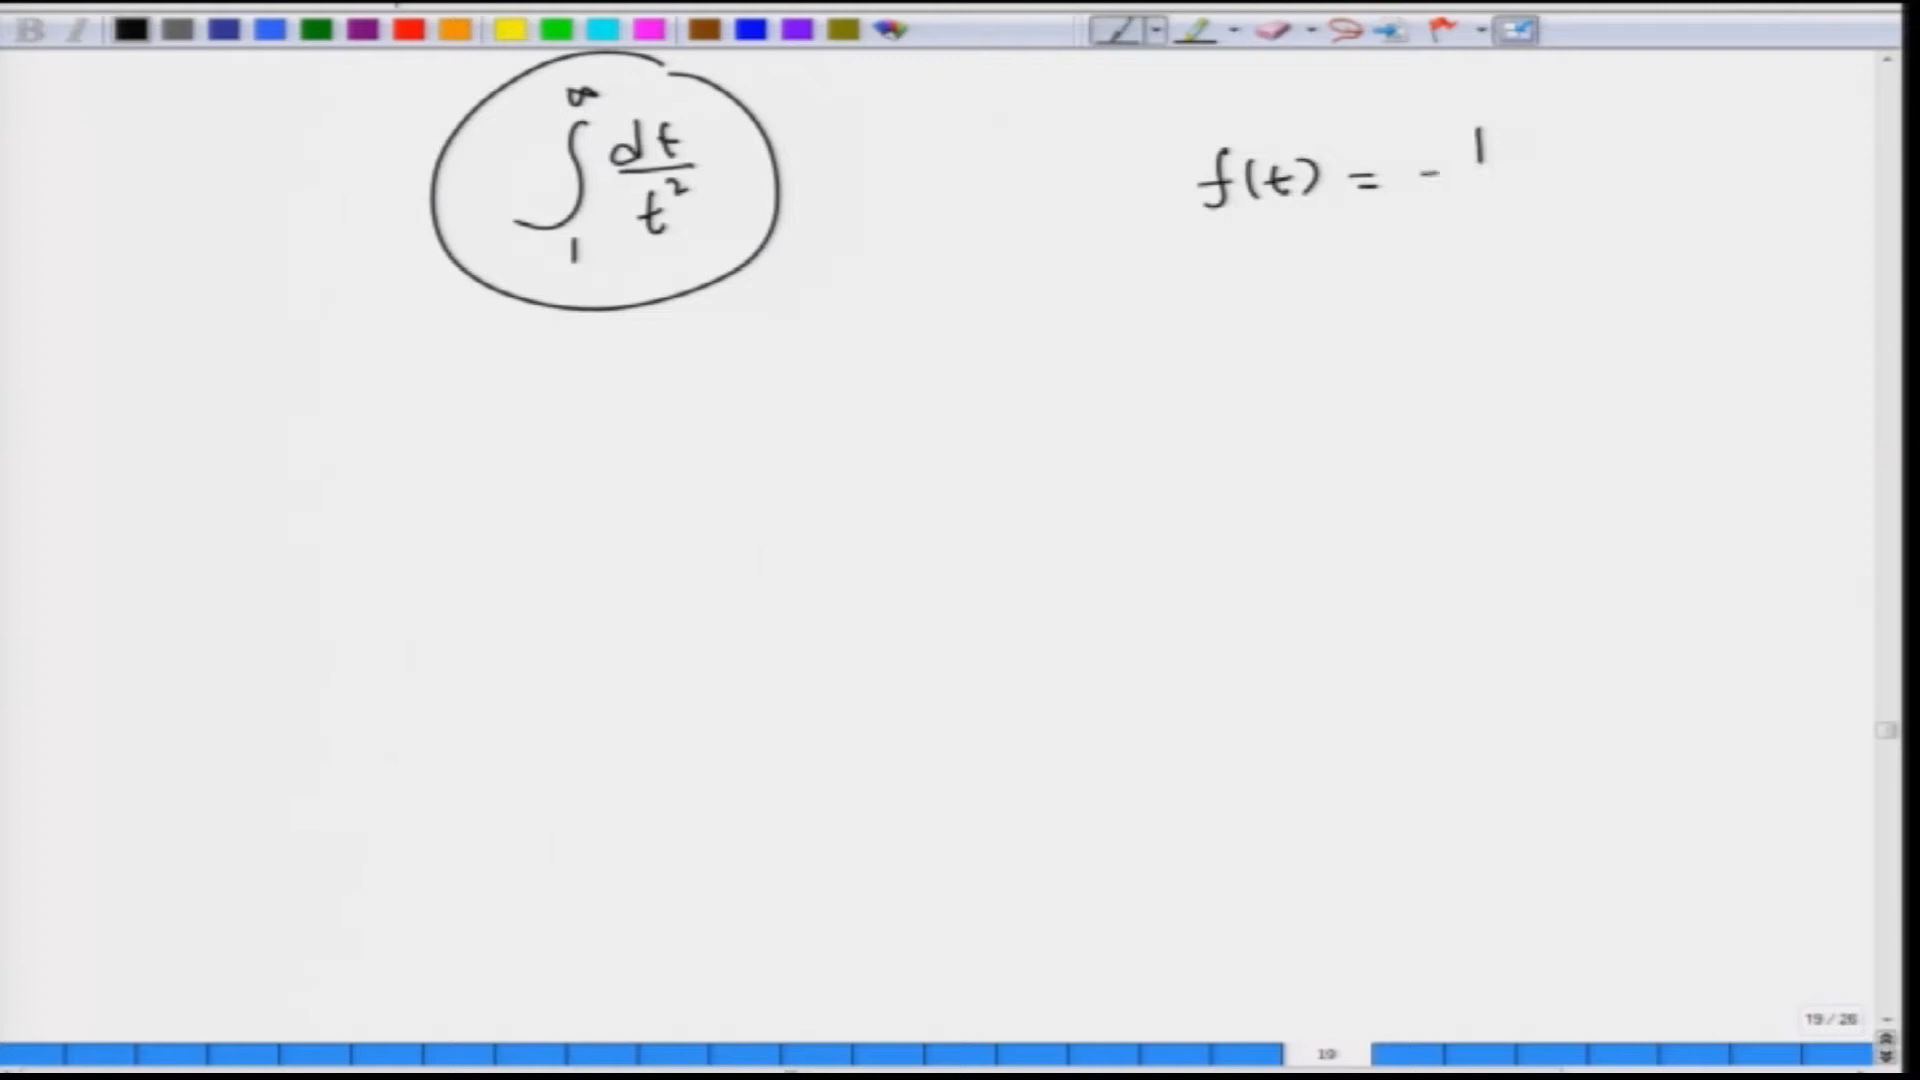 B I
∫₁^∞ dt/t²
f(t) = - 1
19 / 26
19